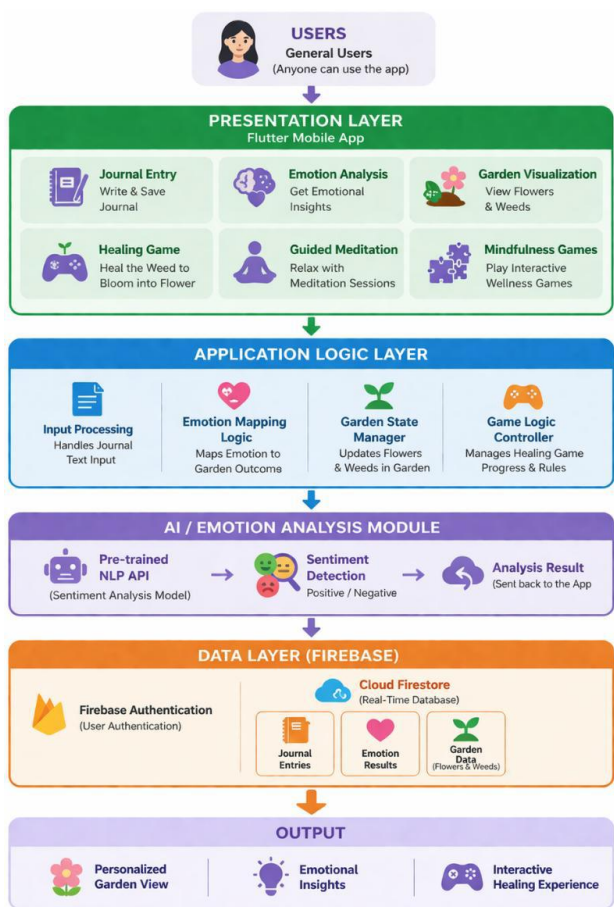 USERS
General Users
(Anyone can use the app)
PRESENTATION LAYER
Flutter Mobile App
Journal Entry
Write & Save
Journal
Emotion Analysis
Get Emotional
Insights
Garden Visualization
View Flowers
& Weeds
Healing Game
Heal the Weed to
Bloom into Flower
Guided Meditation
Relax with
Meditation Sessions
Mindfulness Games
Play Interactive
Wellness Games
APPLICATION LOGIC LAYER
Input Processing
Handles Journal
Text Input
Emotion Mapping
Logic
Maps Emotion to
Garden Outcome
Garden State
Manager
Updates Flowers
& Weeds in Garden
Game Logic
Controller
Manages Healing Game
Progress & Rules
AI / EMOTION ANALYSIS MODULE
Pre-trained
NLP API
(Sentiment Analysis Model)
Sentiment
Detection
Positive / Negative
Analysis Result
(Sent back to the App
DATA LAYER (FIREBASE)
Firebase Authentication
(User Authentication)
Cloud Firestore
(Real-Time Database)
Journal
Entries
Emotion
Results
Garden
Data
(Flowers & Weeds)
OUTPUT
Personalized
Garden View
Emotional
Insights
Interactive
Healing Experience